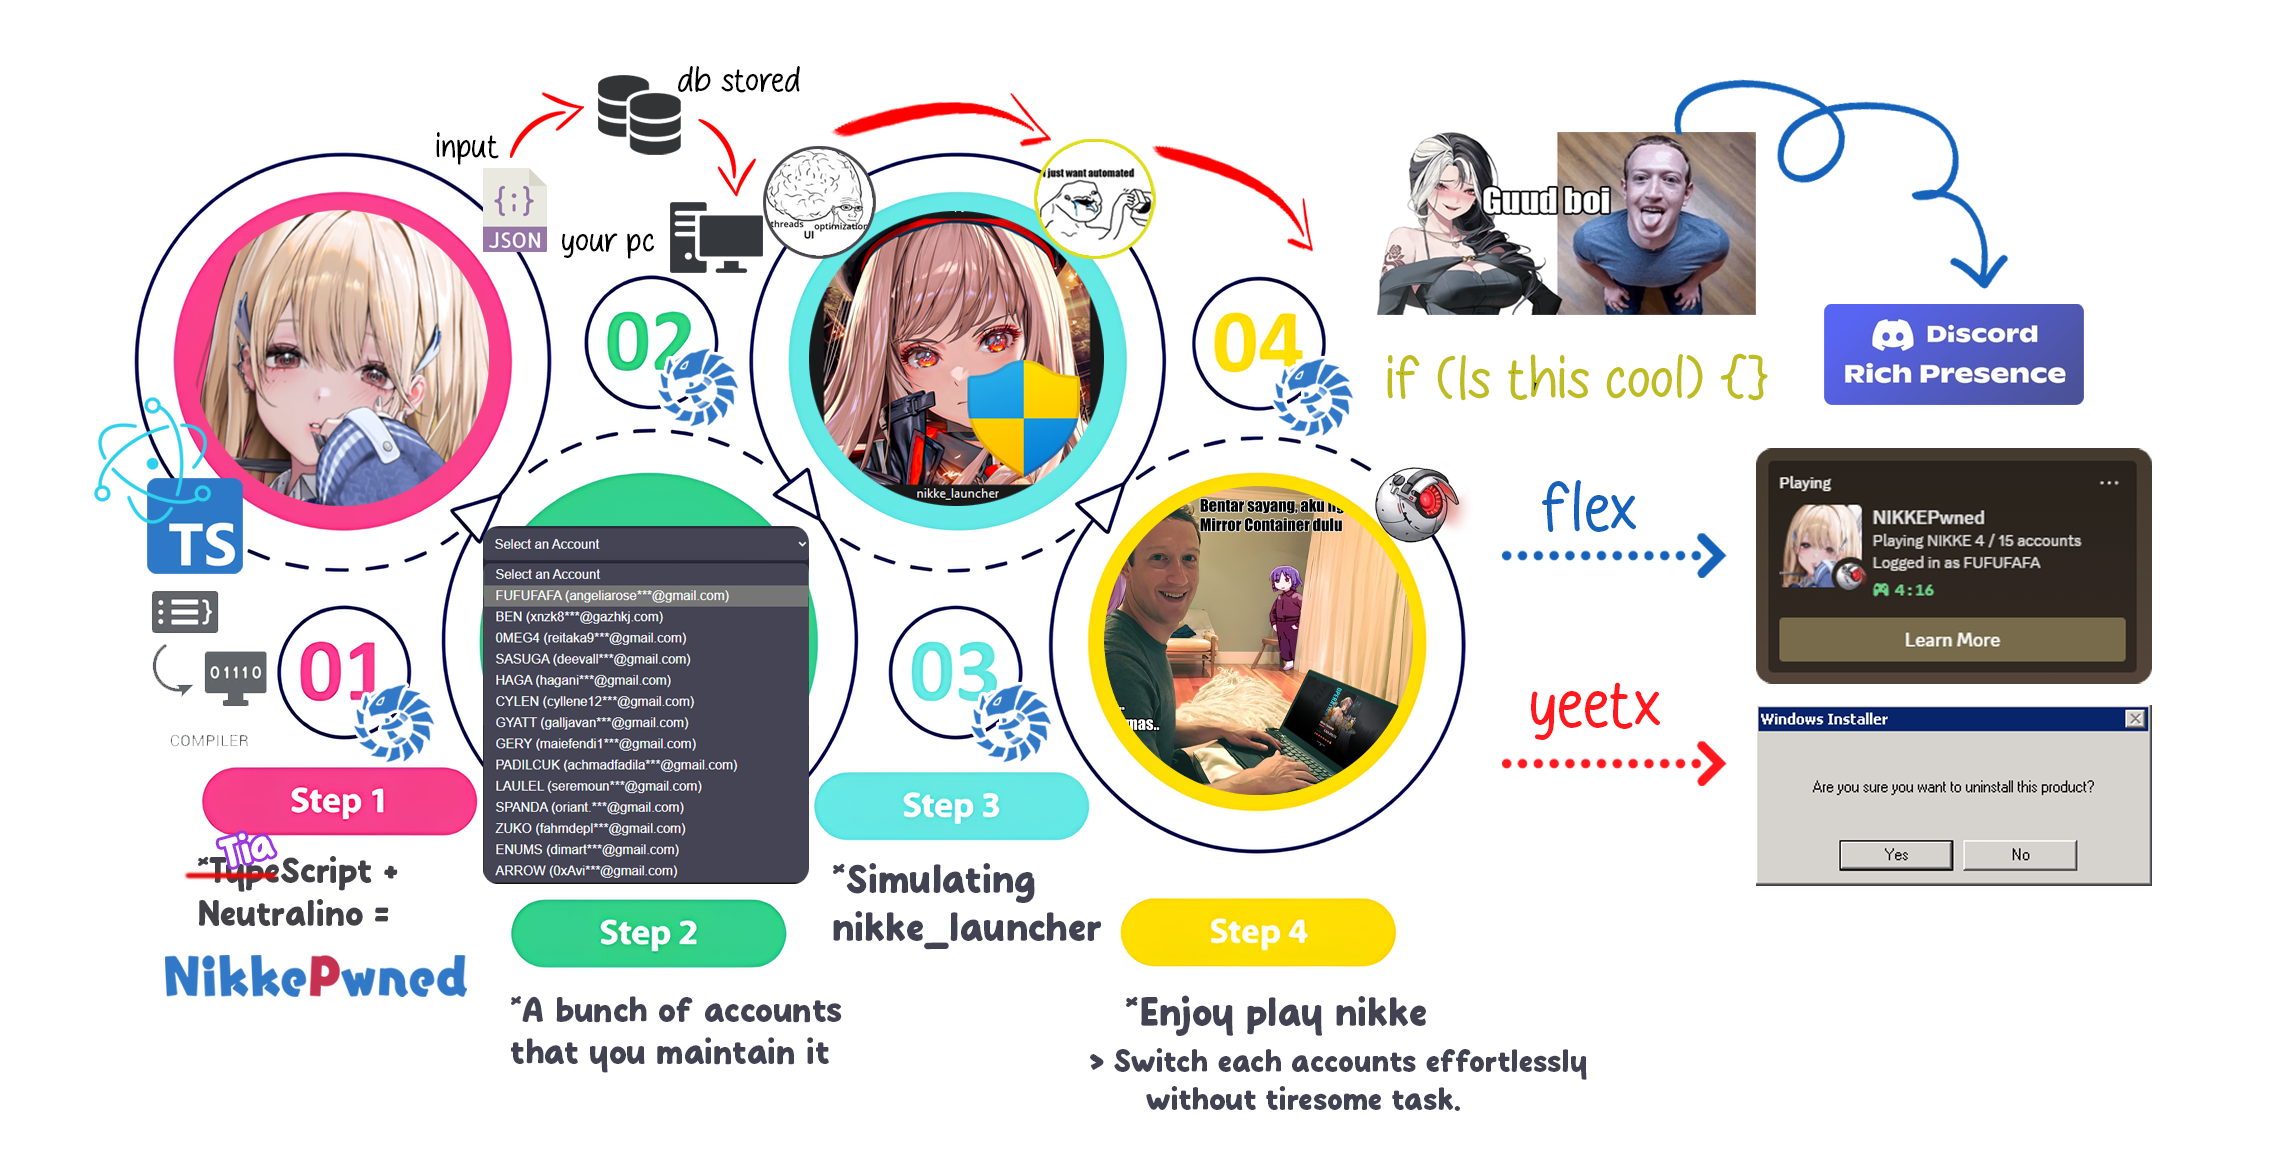 db stored
input
JSON
your pc
threads
UI
optimization
I just want automated
Guud boi
if (Is this cool) {}
Discord
Rich Presence
01
02
03
04
TS
01110
COMPILER
Step 1
Tia
*TypeScript +
Neutralino =
NikkePwned
Select an Account
Select an Account
FUFUFAFA (angeliarose***@gmail.com)
BEN (xnzk8***@gazhkj.com)
0MEG4 (reitaka9***@gmail.com)
SASUGA (deevall***@gmail.com)
HAGA (hagani***@gmail.com)
CYLEN (cyllene12***@gmail.com)
GYATT (galljavan***@gmail.com)
GERY (maiefendi1***@gmail.com)
PADILCUK (achmadfadila***@gmail.com)
LAULEL (seremoun***@gmail.com)
SPANDA (oriant.***@gmail.com)
ZUKO (fahmdepl***@gmail.com)
ENUMS (dimart***@gmail.com)
ARROW (0xAvi***@gmail.com)
Step 2
*A bunch of accounts
that you maintain it
nikke_launcher
Step 3
*Simulating
nikke_launcher
Bentar sayang, aku
Mirror Container dulu
mas..
Step 4
*Enjoy play nikke
> Switch each accounts effortlessly
without tiresome task.
flex
Playing
NIKKEPwned
Playing NIKKE 4 / 15 accounts
Logged in as FUFUFAFA
4:16
Learn More
yeetx
Windows Installer
Are you sure you want to uninstall this product?
Yes
No